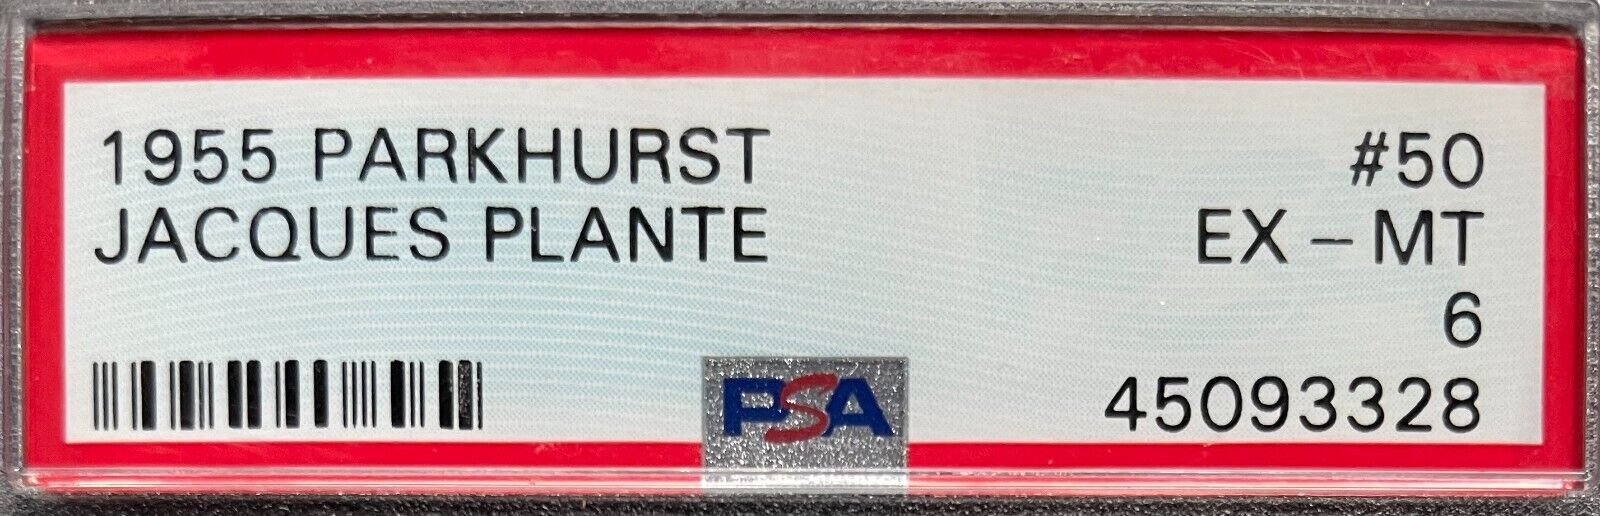 1955 PARKHURST #50
JACQUES PLANTE EX - MT
6
PSA 45093328